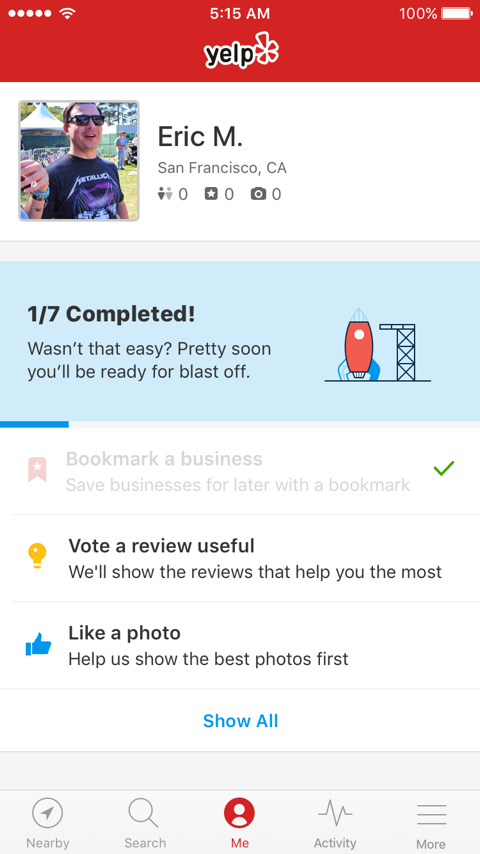 5:15 AM
100%
yelp
Eric M.
METALLICA
San Francisco, CA
0 0 0
1/7 Completed!
Wasn't that easy? Pretty soon
you'll be ready for blast off.
Bookmark a business
Save businesses for later with a bookmark
Vote a review useful
We'll show the reviews that help you the most
Like a photo
Help us show the best photos first
Show All
Nearby
Search
Me
Activity
More